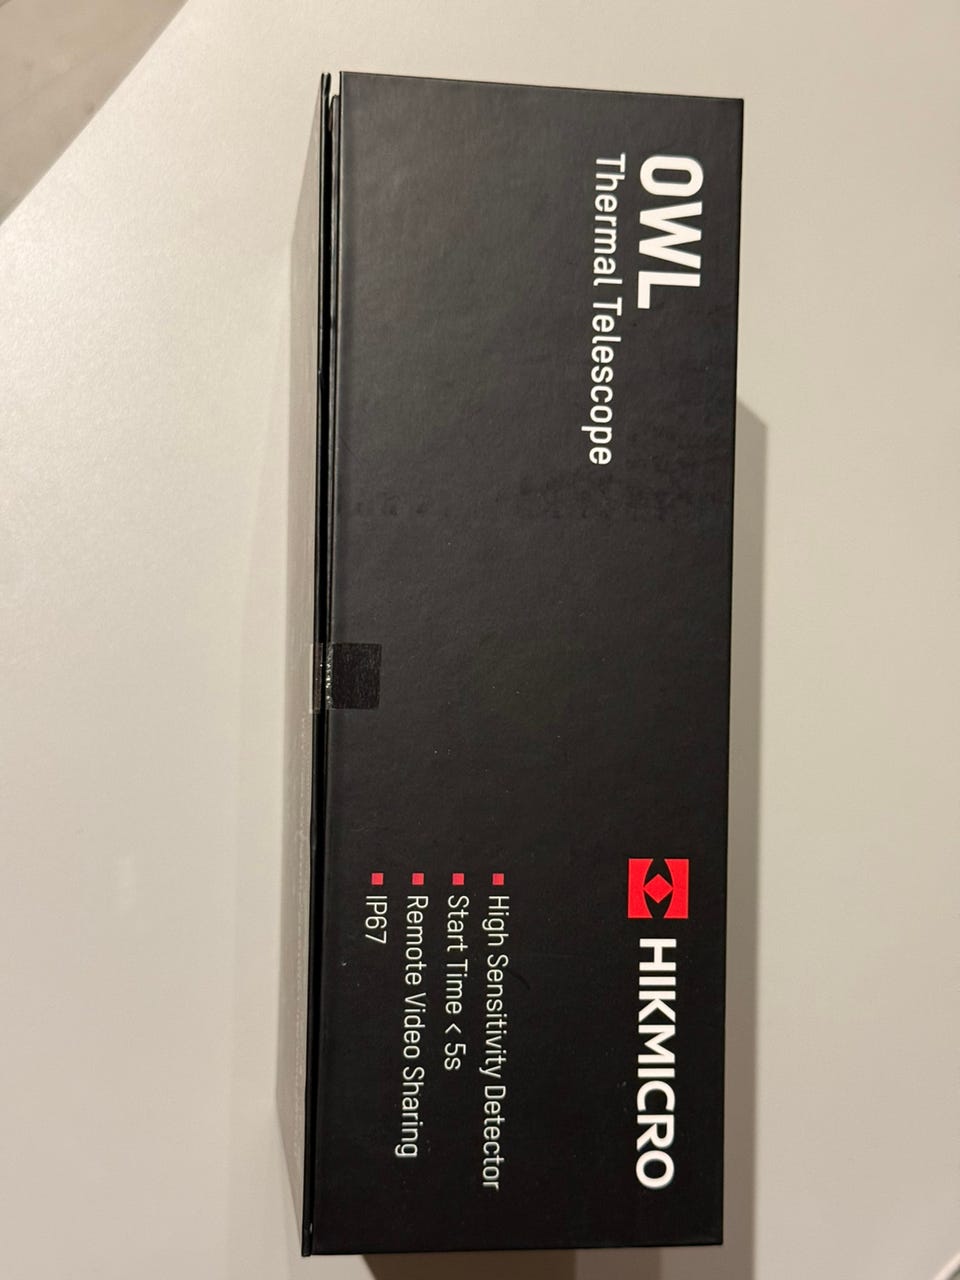 OWL
Thermal Telescope
HIKMICRO
High Sensitivity Detector
Start Time < 5s
Remote Video Sharing
IP67